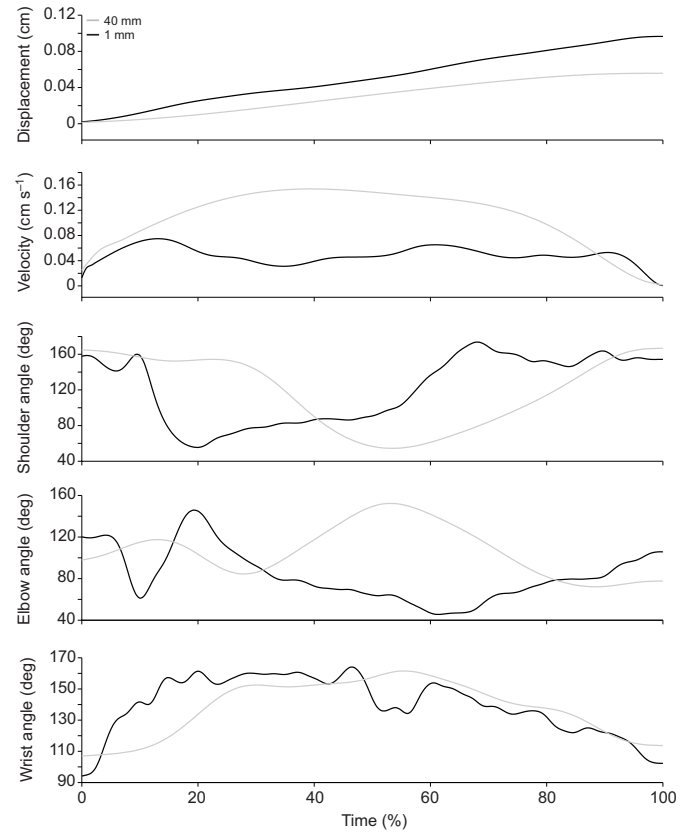 Displacement (cm)
0.12
0.08
0.04
0
40 mm
1 mm
Velocity (cm s–1)
0.16
0.12
0.08
0.04
0
Shoulder angle (deg)
160
120
80
40
Elbow angle (deg)
160
120
80
40
Wrist angle (deg)
170
150
130
110
90
0 20 40 60 80 100
Time (%)